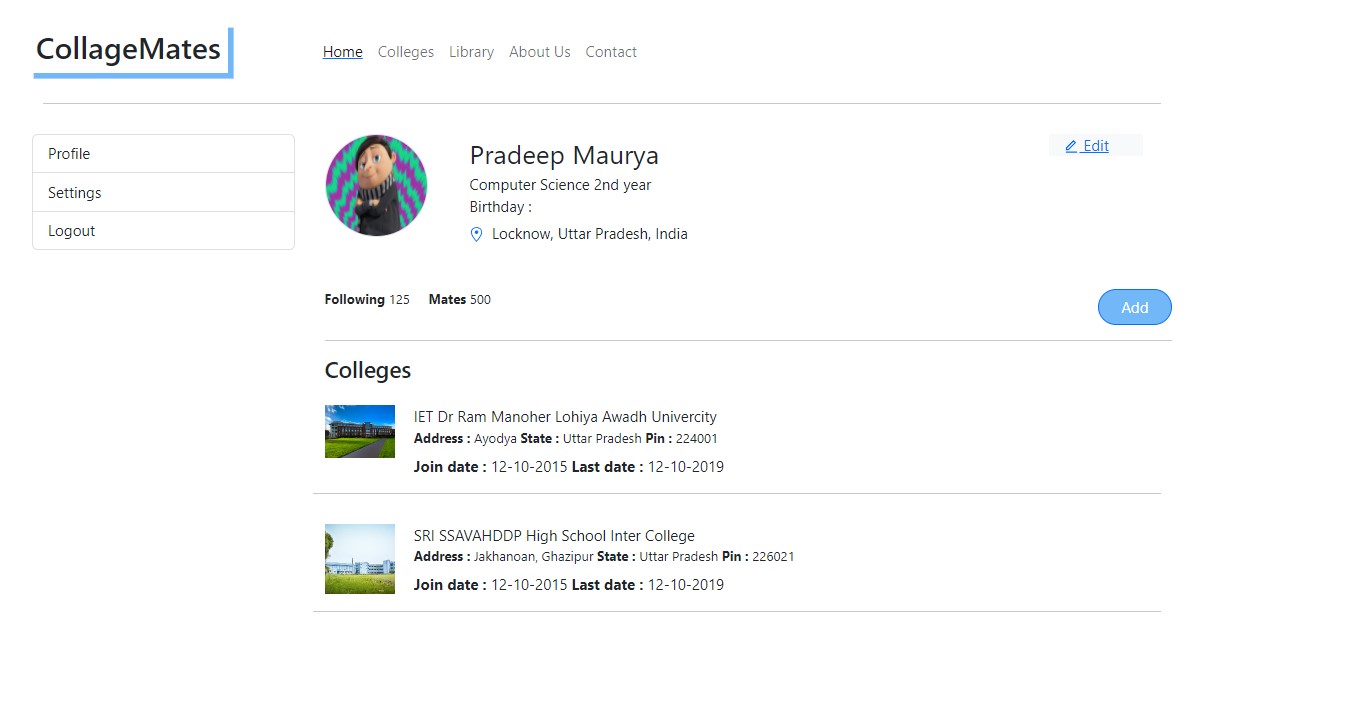 CollageMates
Home Colleges Library About Us Contact
Profile
Settings
Logout
Pradeep Maurya
Edit
Computer Science 2nd year
Birthday :
Locknow, Uttar Pradesh, India
Following 125 Mates 500
Add
Colleges
IET Dr Ram Manoher Lohiya Awadh Univercity
Address : Ayodya State : Uttar Pradesh Pin : 224001
Join date : 12-10-2015 Last date : 12-10-2019
SRI SSAVAHDDP High School Inter College
Address : Jakhanoan, Ghazipur State : Uttar Pradesh Pin : 226021
Join date : 12-10-2015 Last date : 12-10-2019